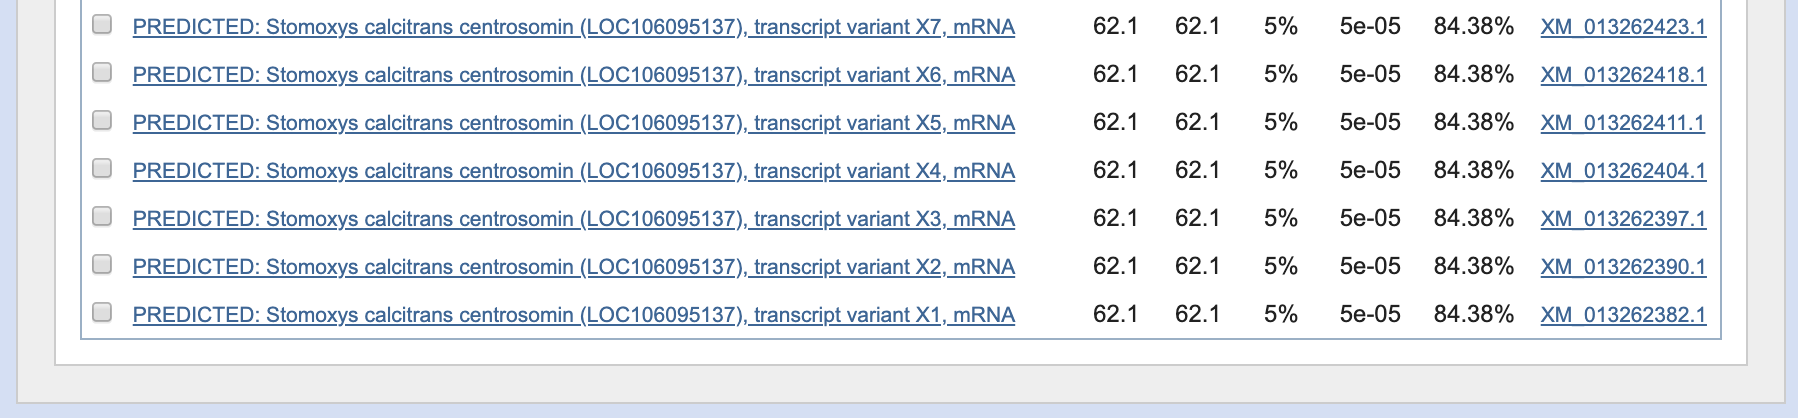 PREDICTED: Stomoxys calcitrans centrosomin (LOC106095137), transcript variant X7, mRNA 62.1 62.1 5% 5e-05 84.38% XM_013262423.1
PREDICTED: Stomoxys calcitrans centrosomin (LOC106095137), transcript variant X6, mRNA 62.1 62.1 5% 5e-05 84.38% XM_013262418.1
PREDICTED: Stomoxys calcitrans centrosomin (LOC106095137), transcript variant X5, mRNA 62.1 62.1 5% 5e-05 84.38% XM_013262411.1
PREDICTED: Stomoxys calcitrans centrosomin (LOC106095137), transcript variant X4, mRNA 62.1 62.1 5% 5e-05 84.38% XM_013262404.1
PREDICTED: Stomoxys calcitrans centrosomin (LOC106095137), transcript variant X3, mRNA 62.1 62.1 5% 5e-05 84.38% XM_013262397.1
PREDICTED: Stomoxys calcitrans centrosomin (LOC106095137), transcript variant X2, mRNA 62.1 62.1 5% 5e-05 84.38% XM_013262390.1
PREDICTED: Stomoxys calcitrans centrosomin (LOC106095137), transcript variant X1, mRNA 62.1 62.1 5% 5e-05 84.38% XM_013262382.1